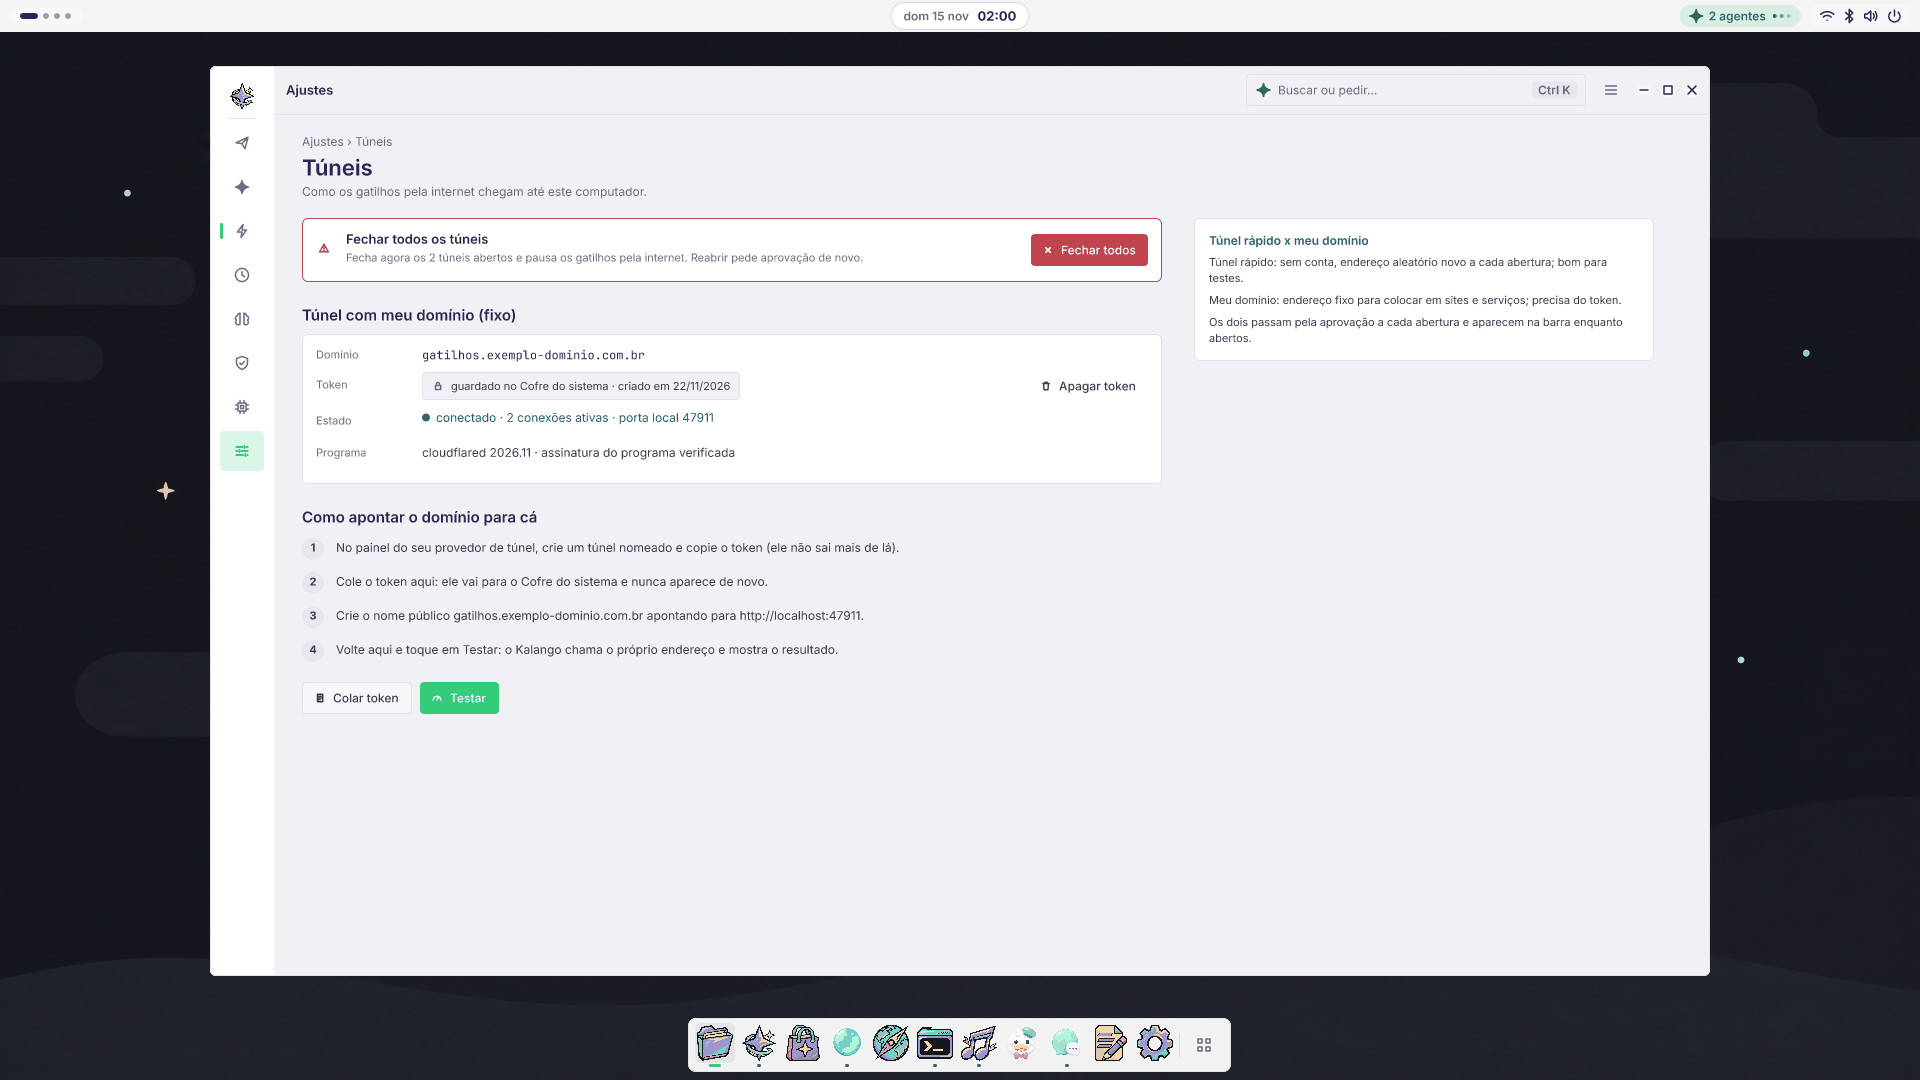 dom 15 nov 02:00
2 agentes
Ajustes
Buscar ou pedir...
Ctrl K
Ajustes › Túneis
Túneis
Como os gatilhos pela internet chegam até este computador.
Fechar todos os túneis
Fecha agora os 2 túneis abertos e pausa os gatilhos pela internet. Reabrir pede aprovação de novo.
Fechar todos
Túnel rápido x meu domínio
Túnel rápido: sem conta, endereço aleatório novo a cada abertura; bom para
testes.
Meu domínio: endereço fixo para colocar em sites e serviços; precisa do token.
Os dois passam pela aprovação a cada abertura e aparecem na barra enquanto
abertos.
Túnel com meu domínio (fixo)
Domínio
gatilhos.exemplo-dominio.com.br
Token
guardado no Cofre do sistema · criado em 22/11/2026
Apagar token
Estado
conectado · 2 conexões ativas · porta local 47911
Programa
cloudflared 2026.11 · assinatura do programa verificada
Como apontar o domínio para cá
1 No painel do seu provedor de túnel, crie um túnel nomeado e copie o token (ele não sai mais de lá).
2 Cole o token aqui: ele vai para o Cofre do sistema e nunca aparece de novo.
3 Crie o nome público gatilhos.exemplo-dominio.com.br apontando para http://localhost:47911.
4 Volte aqui e toque em Testar: o Kalango chama o próprio endereço e mostra o resultado.
Colar token
Testar